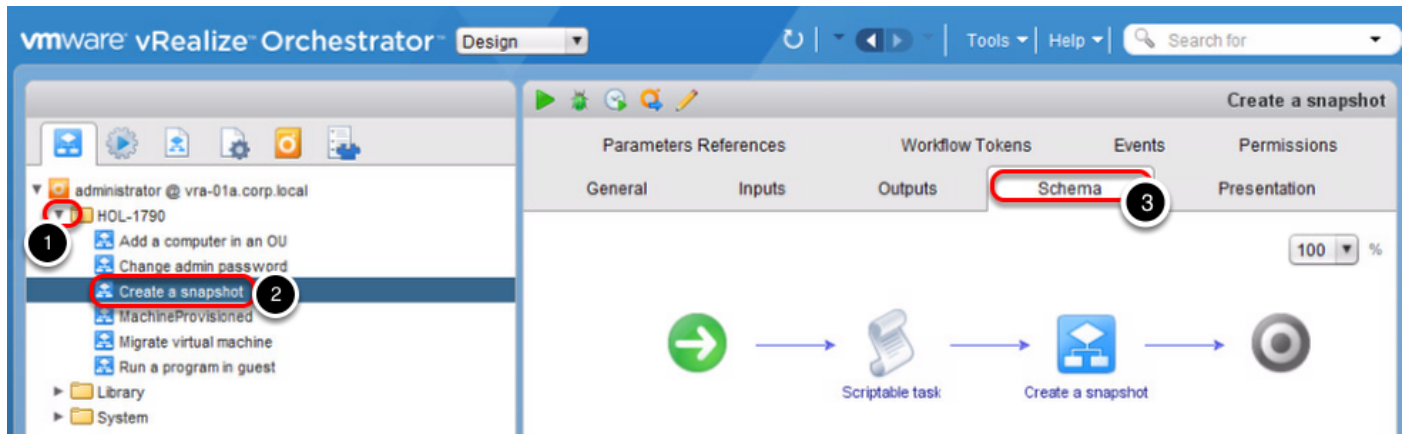 vmware vRealize™ Orchestrator™ Design
Tools Help Search for
Create a snapshot
Parameters References Workflow Tokens Events Permissions
General Inputs Outputs Schema Presentation
3
100 %
administrator @ vra-01a.corp.local
HOL-1790
1
Add a computer in an OU
Change admin password
Create a snapshot 2
MachineProvisioned
Migrate virtual machine
Run a program in guest
Library
System
Scriptable task Create a snapshot